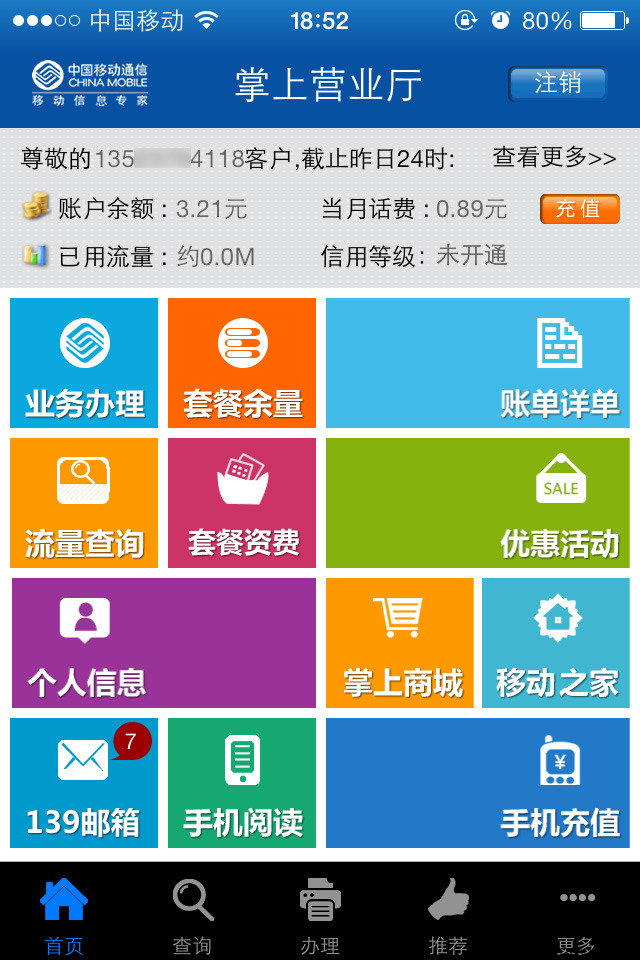 中国移动 18:52 80%
中国移动通信
CHINA MOBILE
移动信息专家
掌上营业厅
注销
尊敬的135 4118客户,截止昨日24时:
查看更多>>
账户余额：3.21元
当月话费：0.89元
充值
已用流量：约0.0M
信用等级：未开通
业务办理
套餐余量
账单详单
流量查询
套餐资费
SALE
优惠活动
个人信息
掌上商城
移动之家
7
139邮箱
手机阅读
¥
手机充值
首页
查询
办理
推荐
更多